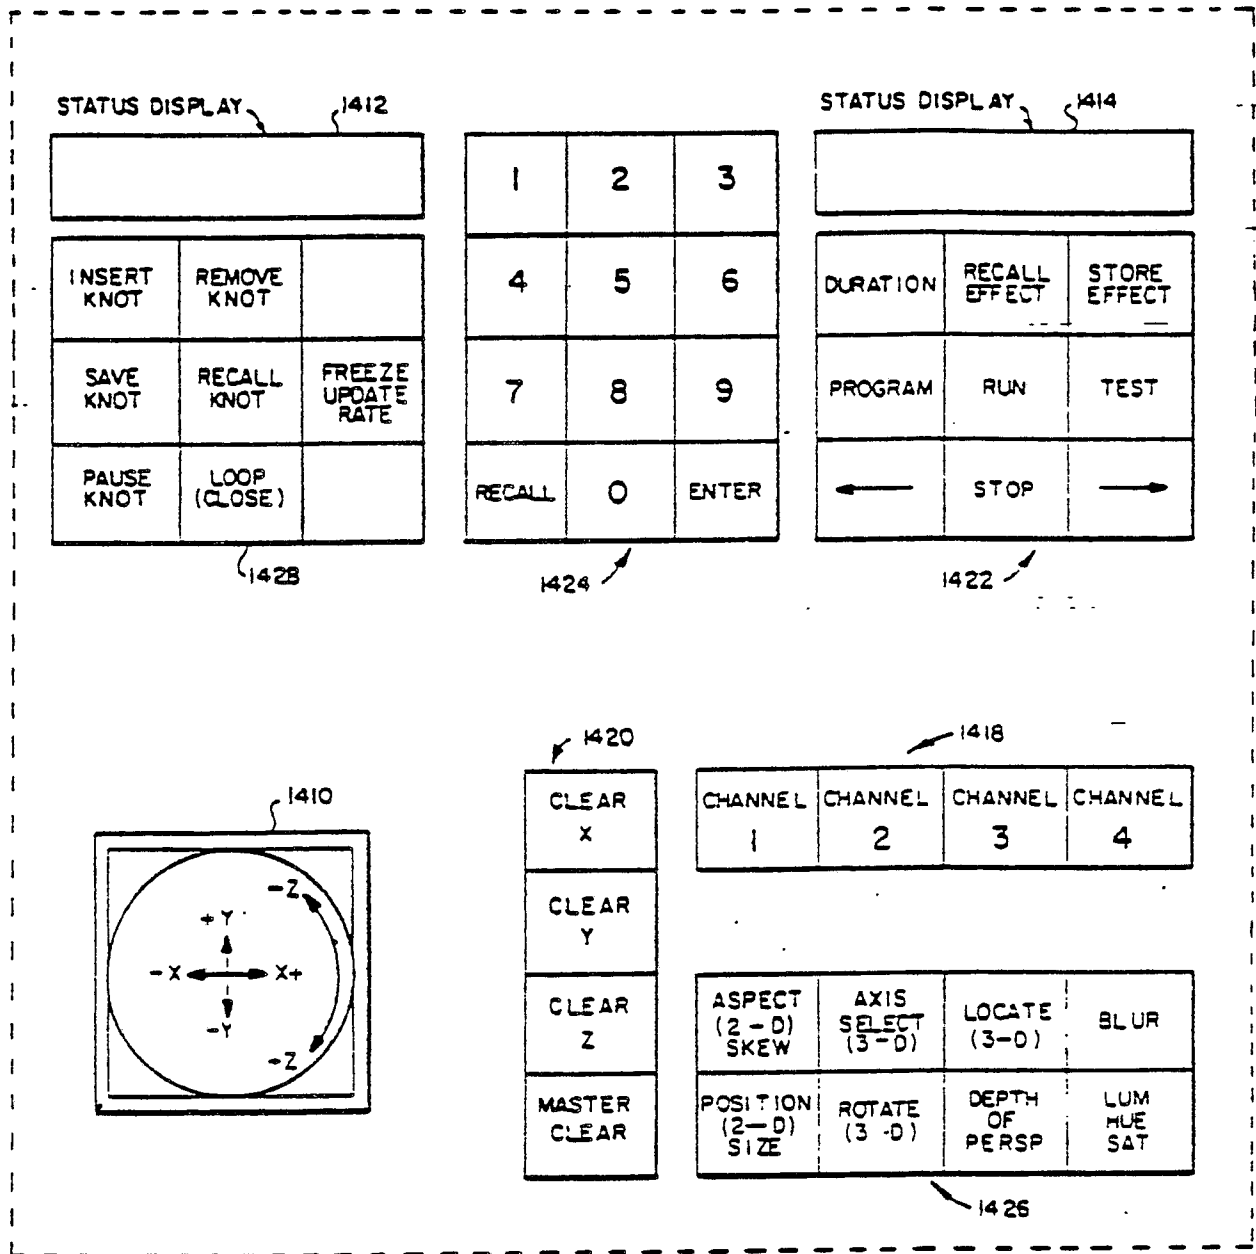 STATUS DISPLAY
1412
STATUS DISPLAY
1414
INSERT
KNOT
REMOVE
KNOT
SAVE
KNOT
RECALL
KNOT
FREEZE
UPDATE
RATE
PAUSE
KNOT
LOOP
(CLOSE)
1428
1 2 3
4 5 6
7 8 9
RECALL 0 ENTER
1424
DURATION
RECALL
EFFECT
STORE
EFFECT
PROGRAM
RUN
TEST
←
STOP
→
1422
1410
-Z
+Y
-X
X+
-Y
-Z
1420
CLEAR
X
CLEAR
Y
CLEAR
Z
MASTER
CLEAR
1418
CHANNEL
1
CHANNEL
2
CHANNEL
3
CHANNEL
4
ASPECT
(2-D)
SKEW
AXIS
SELECT
(3-D)
LOCATE
(3-D)
BLUR
POSITION
(2-D)
SIZE
ROTATE
(3-D)
DEPTH
OF
PERSP
LUM
HUE
SAT
1426